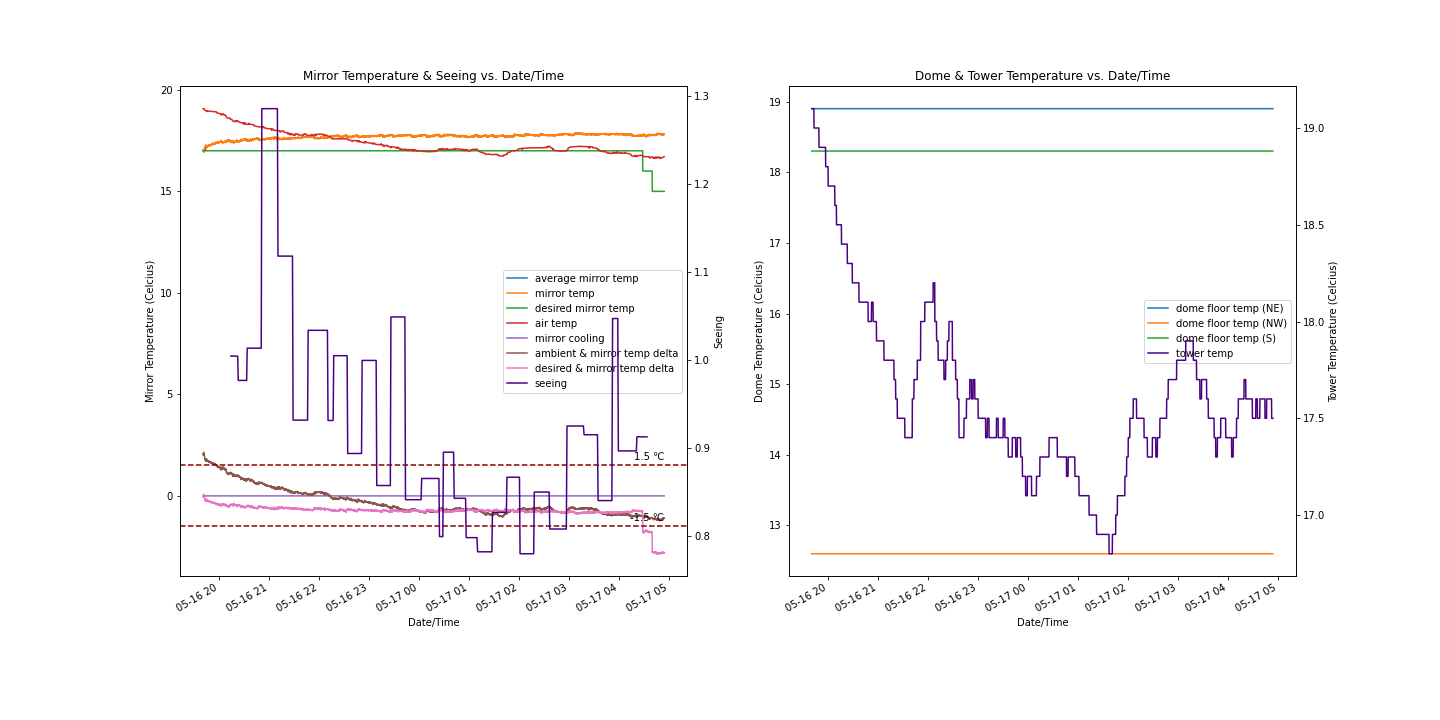 Mirror Temperature & Seeing vs. Date/Time
20
15
10
5
0
Mirror Temperature (Celcius)
1.3
1.2
1.1
1.0
0.9
0.8
Seeing
average mirror temp
mirror temp
desired mirror temp
air temp
mirror cooling
ambient & mirror temp delta
desired & mirror temp delta
seeing
1.5 °C
-1.5 °C
05-16 20
05-16 21
05-16 22
05-16 23
05-17 00
05-17 01
05-17 02
05-17 03
05-17 04
05-17 05
Date/Time
Dome & Tower Temperature vs. Date/Time
19
18
17
16
15
14
13
Dome Temperature (Celcius)
19.0
18.5
18.0
17.5
17.0
Tower Temperature (Celcius)
dome floor temp (NE)
dome floor temp (NW)
dome floor temp (S)
tower temp
05-16 20
05-16 21
05-16 22
05-16 23
05-17 00
05-17 01
05-17 02
05-17 03
05-17 04
05-17 05
Date/Time